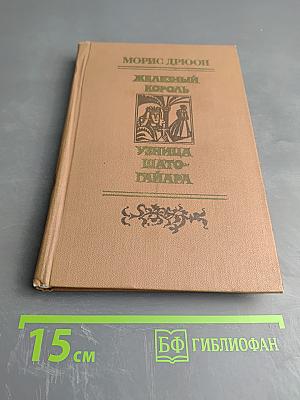 МОРИС ДРЮОН
ЖЕЛЕЗНЫЙ
КОРОЛЬ
УЗНИЦА
ШАТО-
ГАЙАРА
15 см
БФ ГИБЛИОФАН